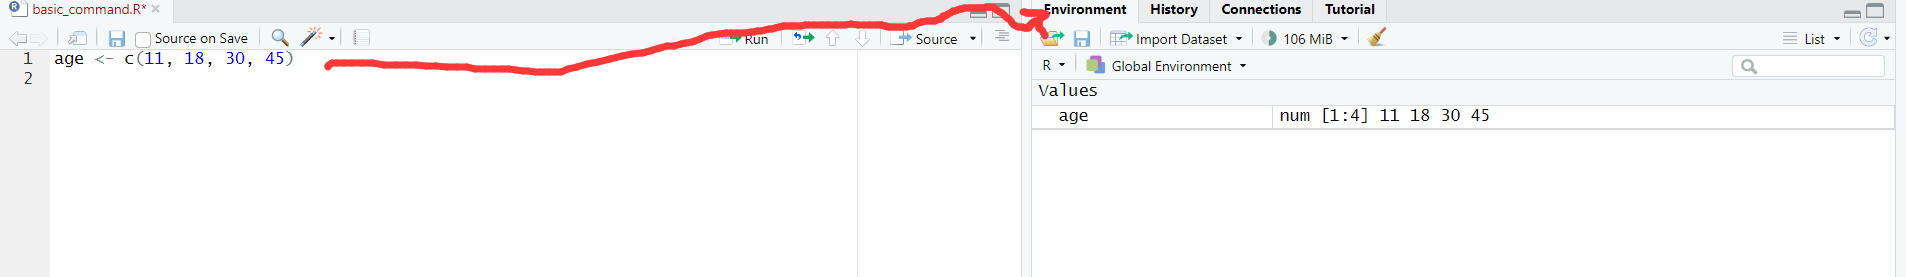 basic_command.R*
Source on Save
Run
Source
1 age <- c(11, 18, 30, 45)
2
Environment History Connections Tutorial
Import Dataset 106 MiB List
R Global Environment
Values
age num [1:4] 11 18 30 45